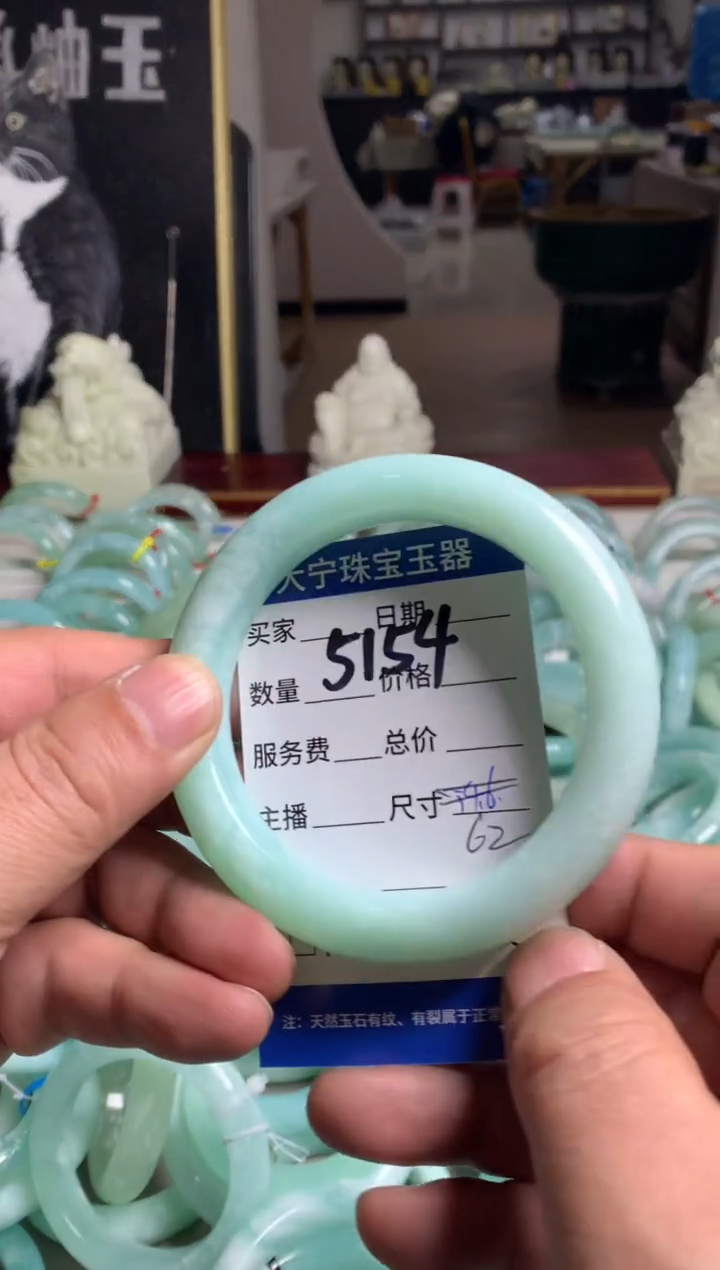 岫玉
大宁珠宝玉器
买家 日期
5154
数量 价格
服务费 总价
主播 尺寸
62
注：天然玉石有纹、有裂属于正常